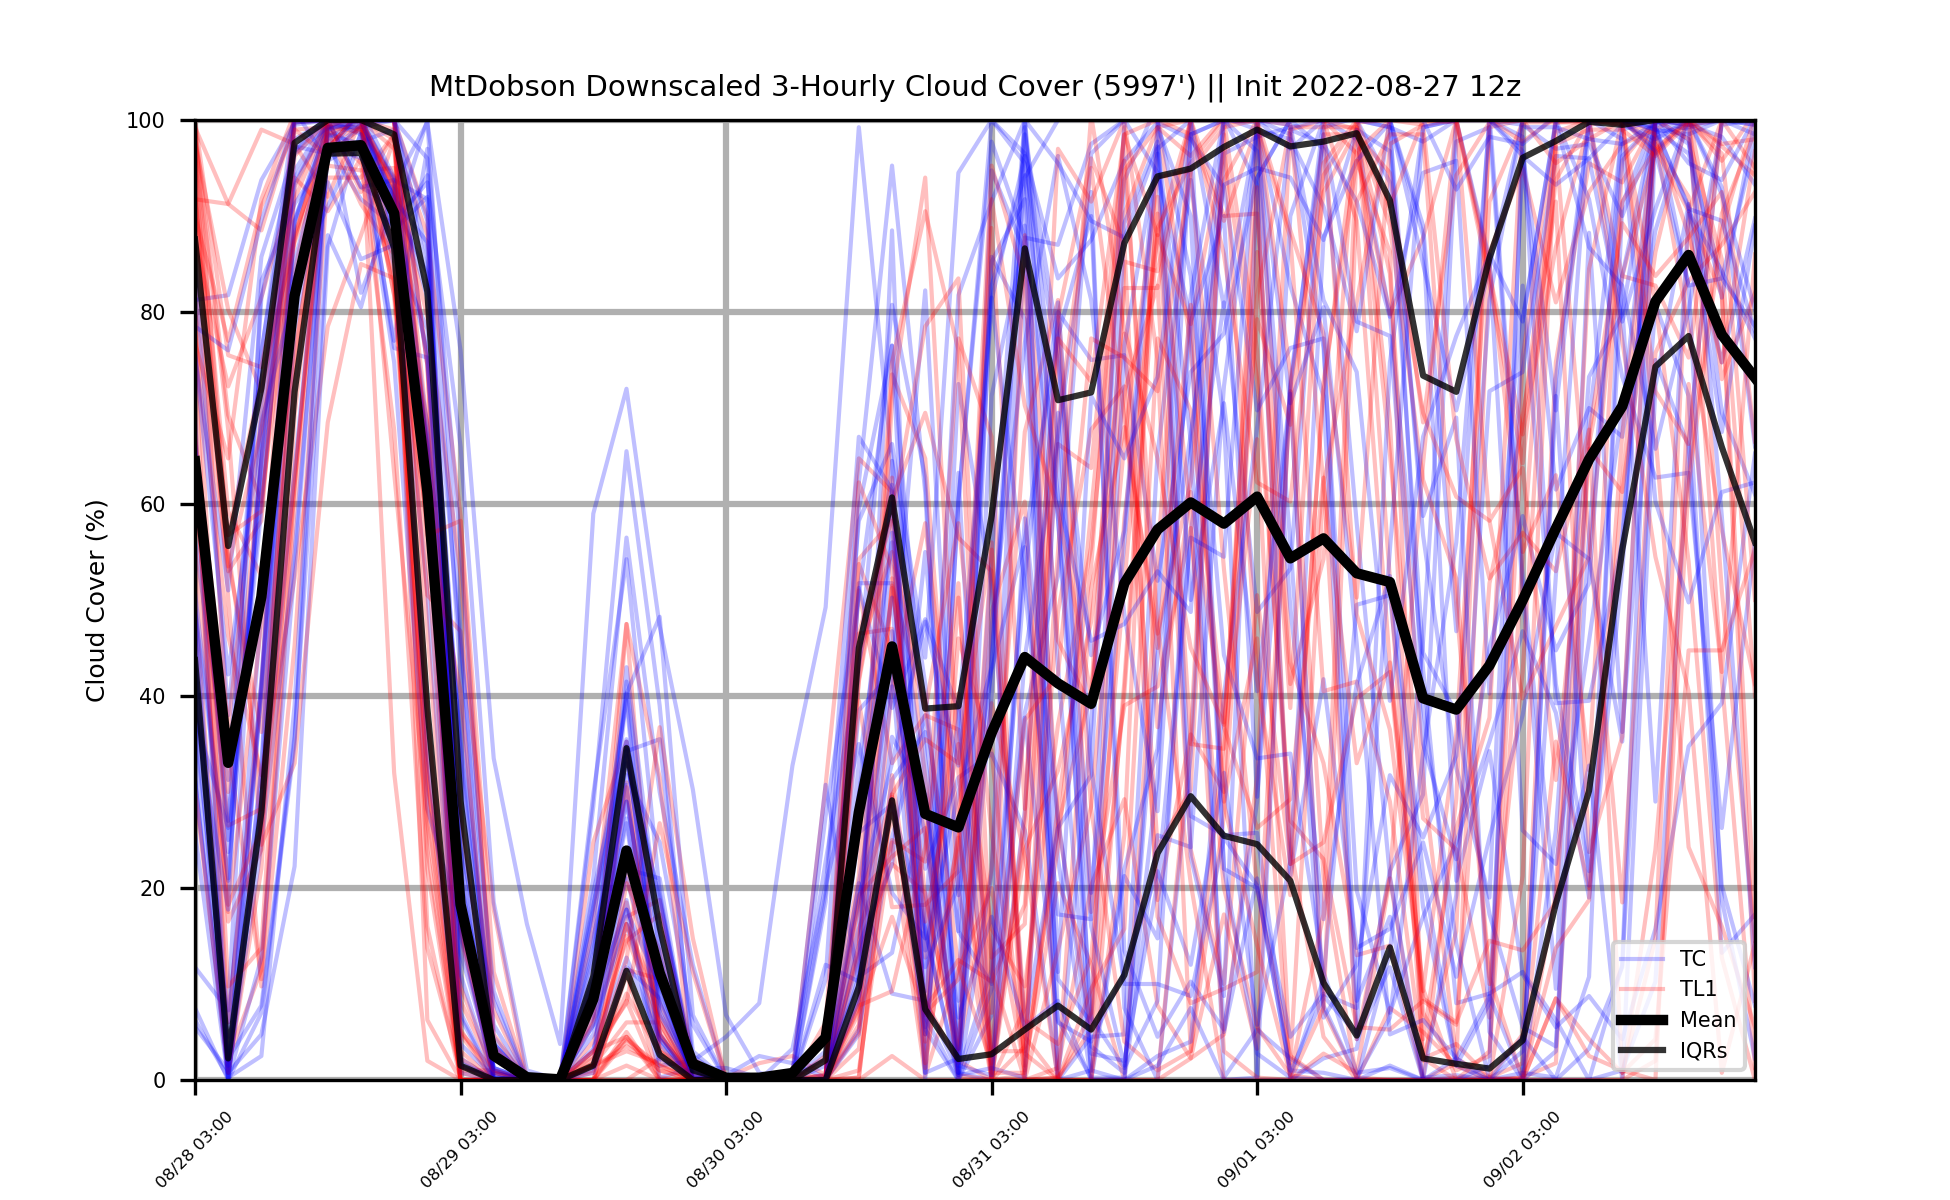 MtDobson Downscaled 3-Hourly Cloud Cover (5997') || Init 2022-08-27 12z
Cloud Cover (%)
100
80
60
40
20
0
08/28 03:00
08/29 03:00
08/30 03:00
08/31 03:00
09/01 03:00
09/02 03:00
TC
TL1
Mean
IQRs